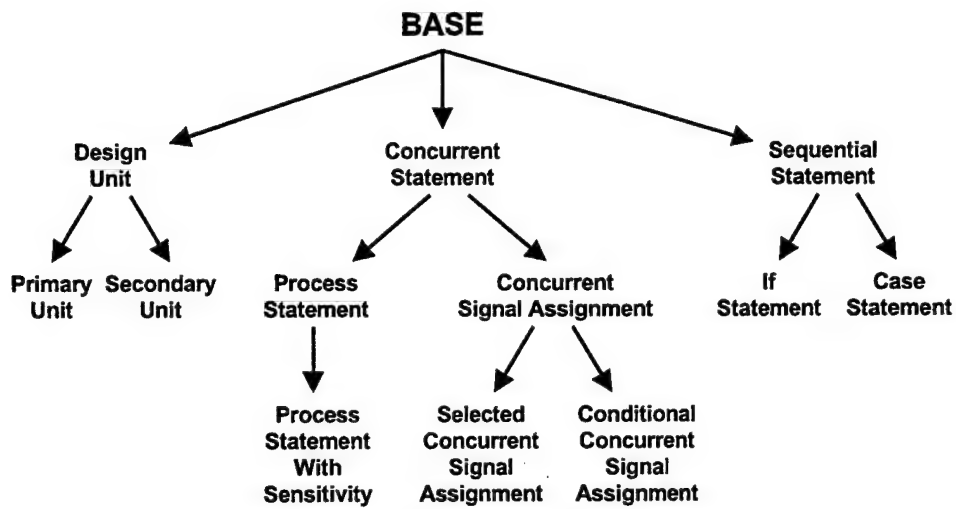 BASE
Design
Unit
Concurrent
Statement
Sequential
Statement
Primary
Unit
Secondary
Unit
Process
Statement
Concurrent
Signal Assignment
If
Statement
Case
Statement
Process
Statement
With
Sensitivity
Selected
Concurrent
Signal
Assignment
Conditional
Concurrent
Signal
Assignment